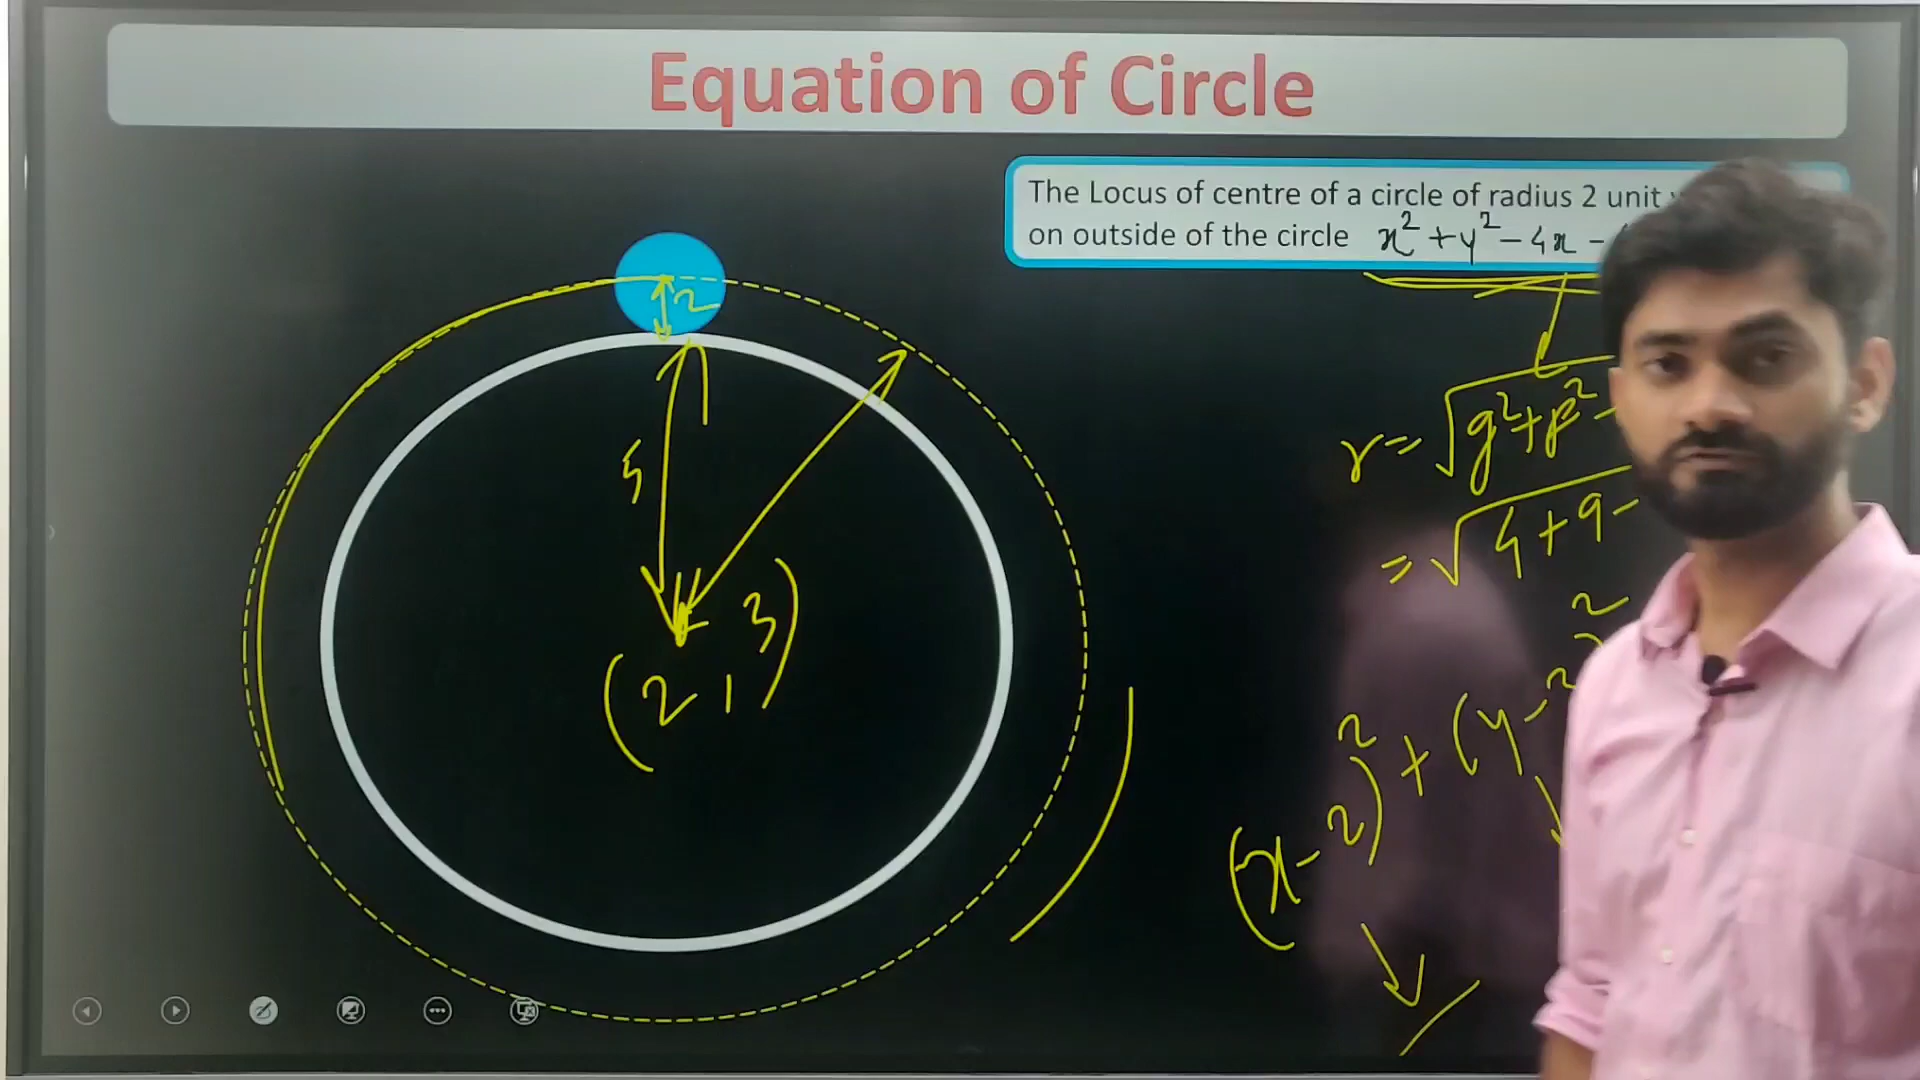 Equation of Circle
The Locus of centre of a circle of radius 2 unit
on outside of the circle x² + y² - 4x -
2
5
(2, 3)
r = √g² + f² -
= √4 + 9 -
(x - 2)² + (y -